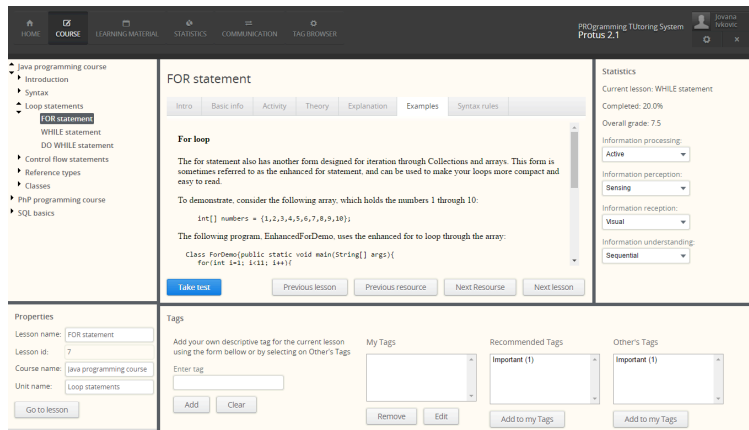 HOME
COURSE
LEARNING MATERIAL
STATISTICS
COMMUNICATION
TAG BROWSER
PROgramming TUtoring System
Protus 2.1
Jovana
Ivkovic
Java programming course
Introduction
Syntax
Loop statements
FOR statement
WHILE statement
DO WHILE statement
Control flow statements
Reference types
Classes
PhP programming course
SQL basics
FOR statement
Intro
Basic info
Activity
Theory
Explanation
Examples
Syntax rules
For loop
The for statement also has another form designed for iteration through Collections and arrays. This form is
sometimes referred to as the enhanced for statement, and can be used to make your loops more compact and
easy to read.
To demonstrate, consider the following array, which holds the numbers 1 through 10:
int[] numbers = {1,2,3,4,5,6,7,8,9,10};
The following program, EnhancedForDemo, uses the enhanced for to loop through the array:
Class ForDemo{public static void main(String[] args){
for(int i=1; i<11; i++){
Take test
Previous lesson
Previous resource
Next Resourse
Next lesson
Statistics
Current lesson: WHILE statement
Completed: 20.0%
Overall grade: 7.5
Information processing:
Active
Information perception:
Sensing
Information reception:
Visual
Information understanding:
Sequential
Properties
Lesson name: FOR statement
Lesson id: 7
Course name: Java programming course
Unit name: Loop statements
Go to lesson
Tags
Add your own descriptive tag for the current lesson
using the form bellow or by selecting on Other's Tags
Enter tag
Add
Clear
My Tags
Remove
Edit
Recommended Tags
Important (1)
Add to my Tags
Other's Tags
Important (1)
Add to my Tags